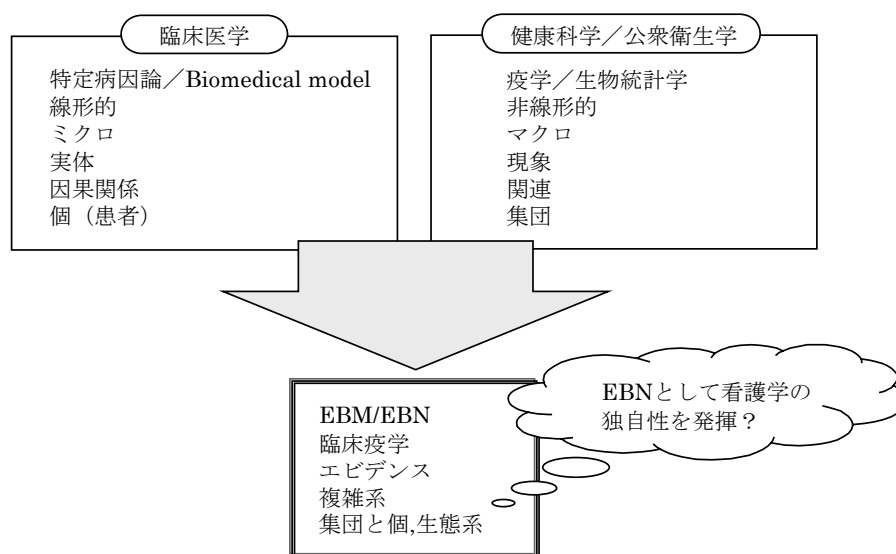 臨床医学
特定病因論／Biomedical model
線形的
ミクロ
実体
因果関係
個（患者）
健康科学／公衆衛生学
疫学／生物統計学
非線形的
マクロ
現象
関連
集団
EBM/EBN
臨床疫学
エビデンス
複雑系
集団と個,生態系
EBNとして看護学の
独自性を発揮？